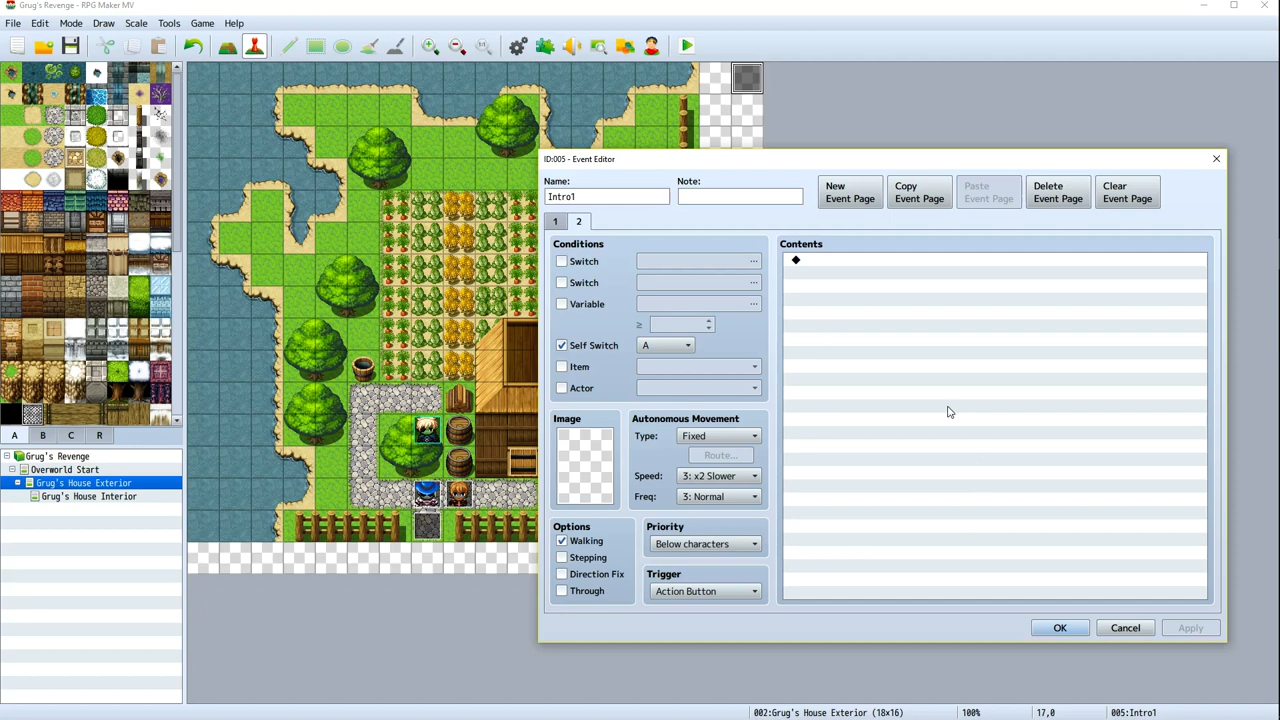 Grug's Revenge - RPG Maker MV
File Edit Mode Draw Scale Tools Game Help
1:1
ID:005 - Event Editor
Name: Note:
Intro1
New Event Page
Copy Event Page
Paste Event Page
Delete Event Page
Clear Event Page
1 2
Conditions
Switch ...
Switch ...
Variable ...
≥
Self Switch A
Item
Actor
Image
Autonomous Movement
Type: Fixed
Route...
Speed: 3: x2 Slower
Freq: 3: Normal
Options
Walking
Stepping
Direction Fix
Through
Priority
Below characters
Trigger
Action Button
Contents
◆
OK Cancel Apply
A B C R
Grug's Revenge
Overworld Start
Grug's House Exterior
Grug's House Interior
002:Grug's House Exterior (18x16) 100% 17,0 005:Intro1